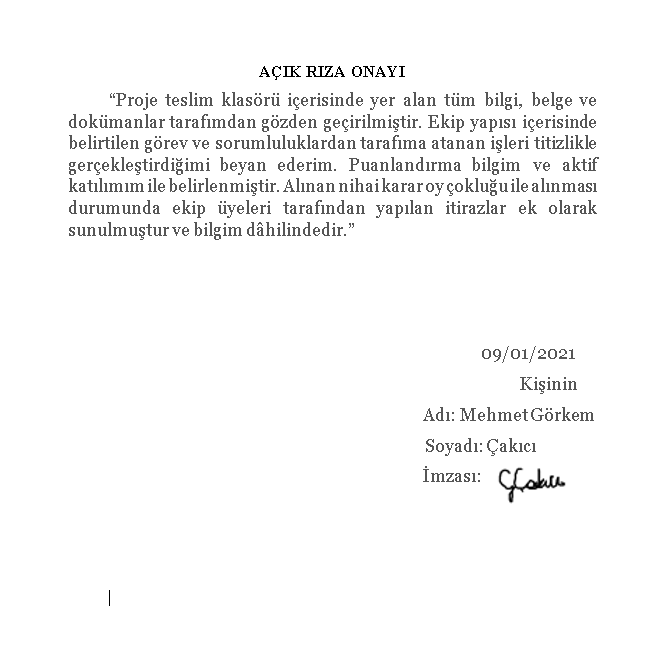 AÇIK RIZA ONAYI
“Proje teslim klasörü içerisinde yer alan tüm bilgi, belge ve
dokümanlar tarafımdan gözden geçirilmiştir. Ekip yapısı içerisinde
belirtilen görev ve sorumluluklardan tarafıma atanan işleri titizlikle
gerçekleştirdiğimi beyan ederim. Puanlandırma bilgim ve aktif
katılımım ile belirlenmiştir. Alınan nihai karar oy çokluğu ile alınması
durumunda ekip üyeleri tarafından yapılan itirazlar ek olarak
sunulmuştur ve bilgim dâhilindedir.”
09/01/2021
Kişinin
Adı: Mehmet Görkem
Soyadı: Çakıcı
İmzası: